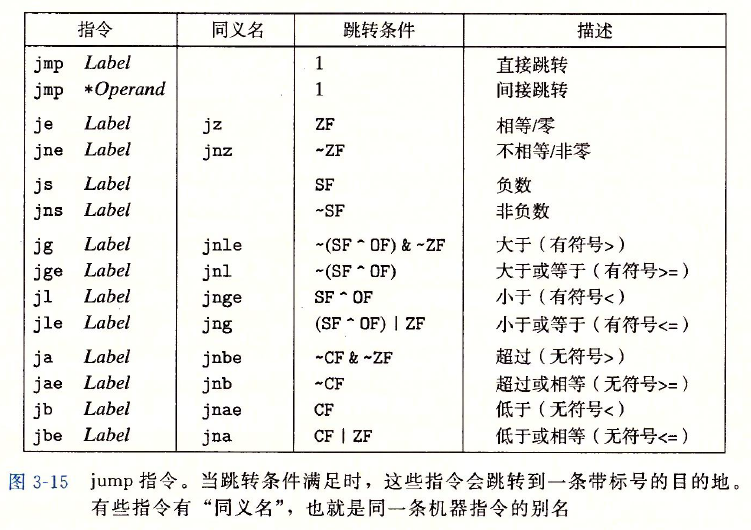 指令 同义名 跳转条件 描述
jmp Label 1 直接跳转
jmp *Operand 1 间接跳转
je Label jz ZF 相等/零
jne Label jnz ~ZF 不相等/非零
js Label SF 负数
jns Label ~SF 非负数
jg Label jnle ~(SF ^ OF) & ~ZF 大于（有符号>）
jge Label jnl ~(SF ^ OF) 大于或等于（有符号>=）
jl Label jnge SF ^ OF 小于（有符号<）
jle Label jng (SF ^ OF) | ZF 小于或等于（有符号<=）
ja Label jnbe ~CF & ~ZF 超过（无符号>）
jae Label jnb ~CF 超过或相等（无符号>=）
jb Label jnae CF 低于（无符号<）
jbe Label jna CF | ZF 低于或相等（无符号<=）
图 3-15 jump 指令。当跳转条件满足时，这些指令会跳转到一条带标号的目的地。
有些指令有“同义名”，也就是同一条机器指令的别名